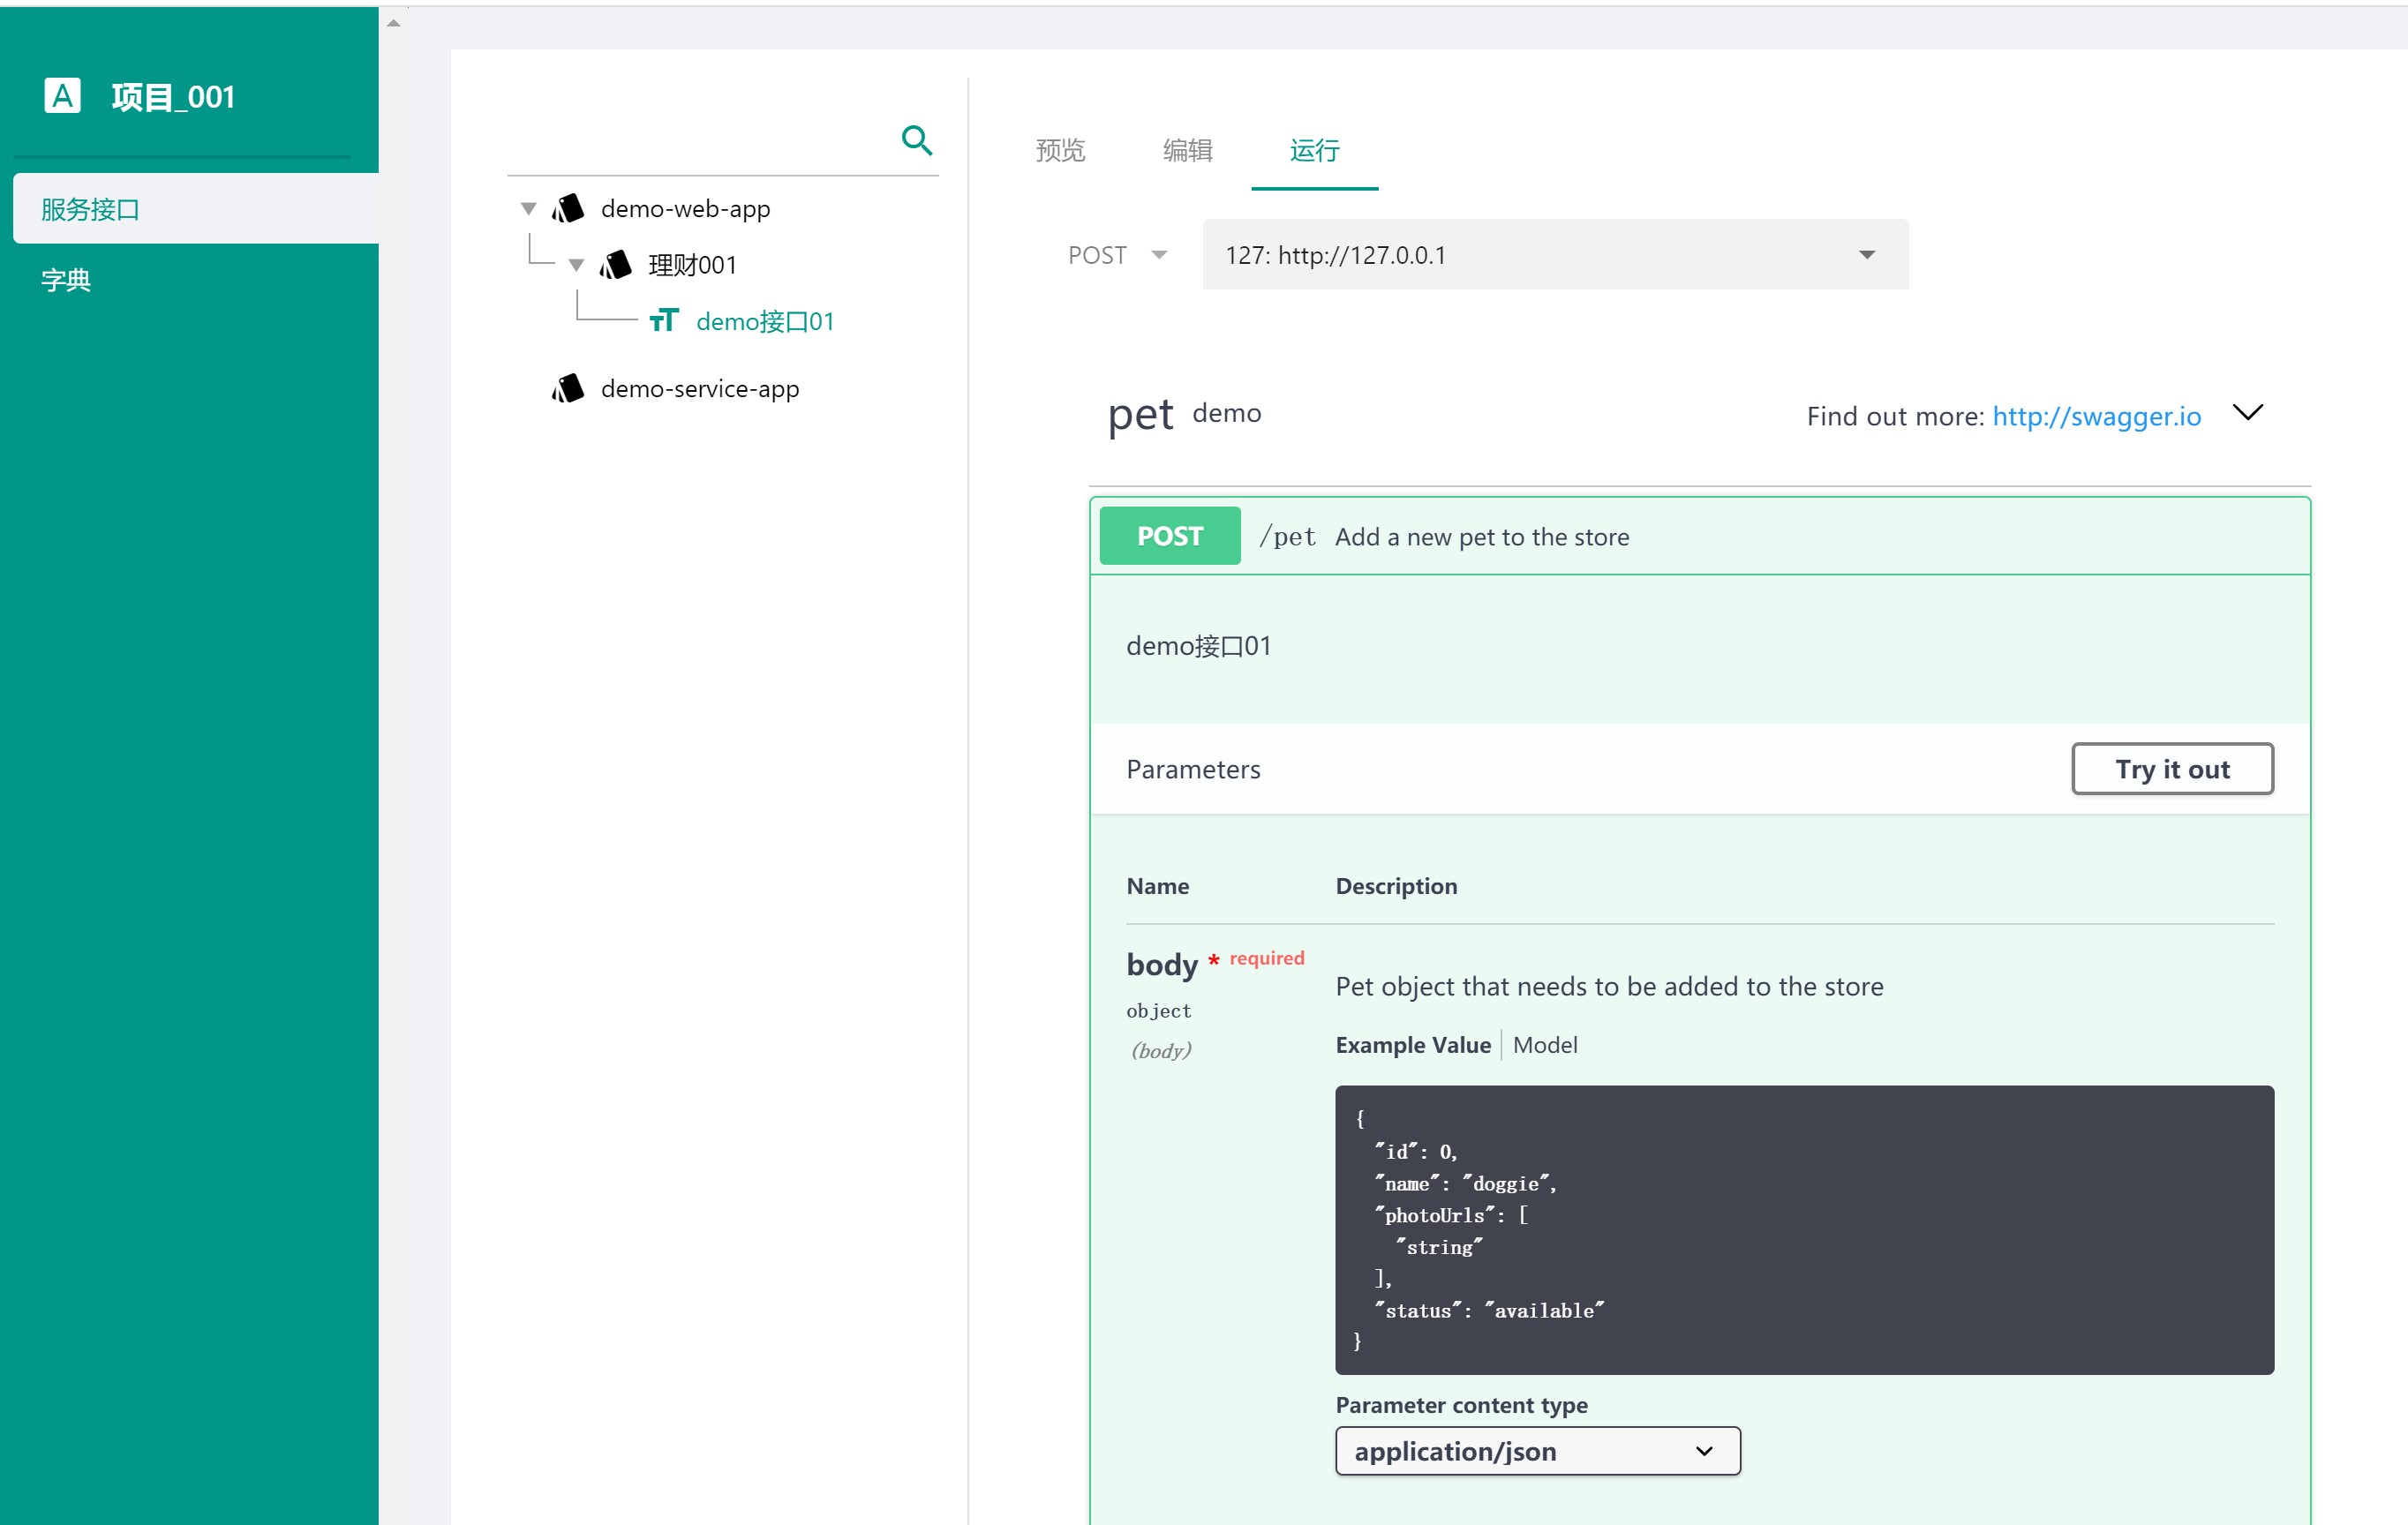 A 项目_001
服务接口
字典
demo-web-app
理财001
demo接口01
demo-service-app
预览 编辑 运行
POST 127: http://127.0.0.1
pet demo Find out more: http://swagger.io
POST /pet Add a new pet to the store
demo接口01
Parameters Try it out
Name Description
body * required
object
(body)
Pet object that needs to be added to the store
Example Value Model
{
"id": 0,
"name": "doggie",
"photoUrls": [
"string"
],
"status": "available"
}
Parameter content type
application/json